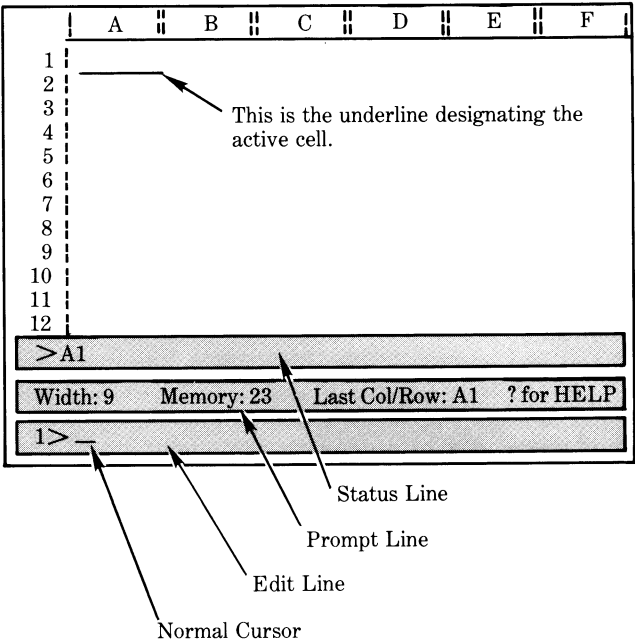 A B C D E F
1
2
This is the underline designating the
3
active cell.
4
5
6
7
8
9
10
11
12
>A1
Width: 9 Memory: 23 Last Col/Row: A1 ? for HELP
1> _
Status Line
Prompt Line
Edit Line
Normal Cursor